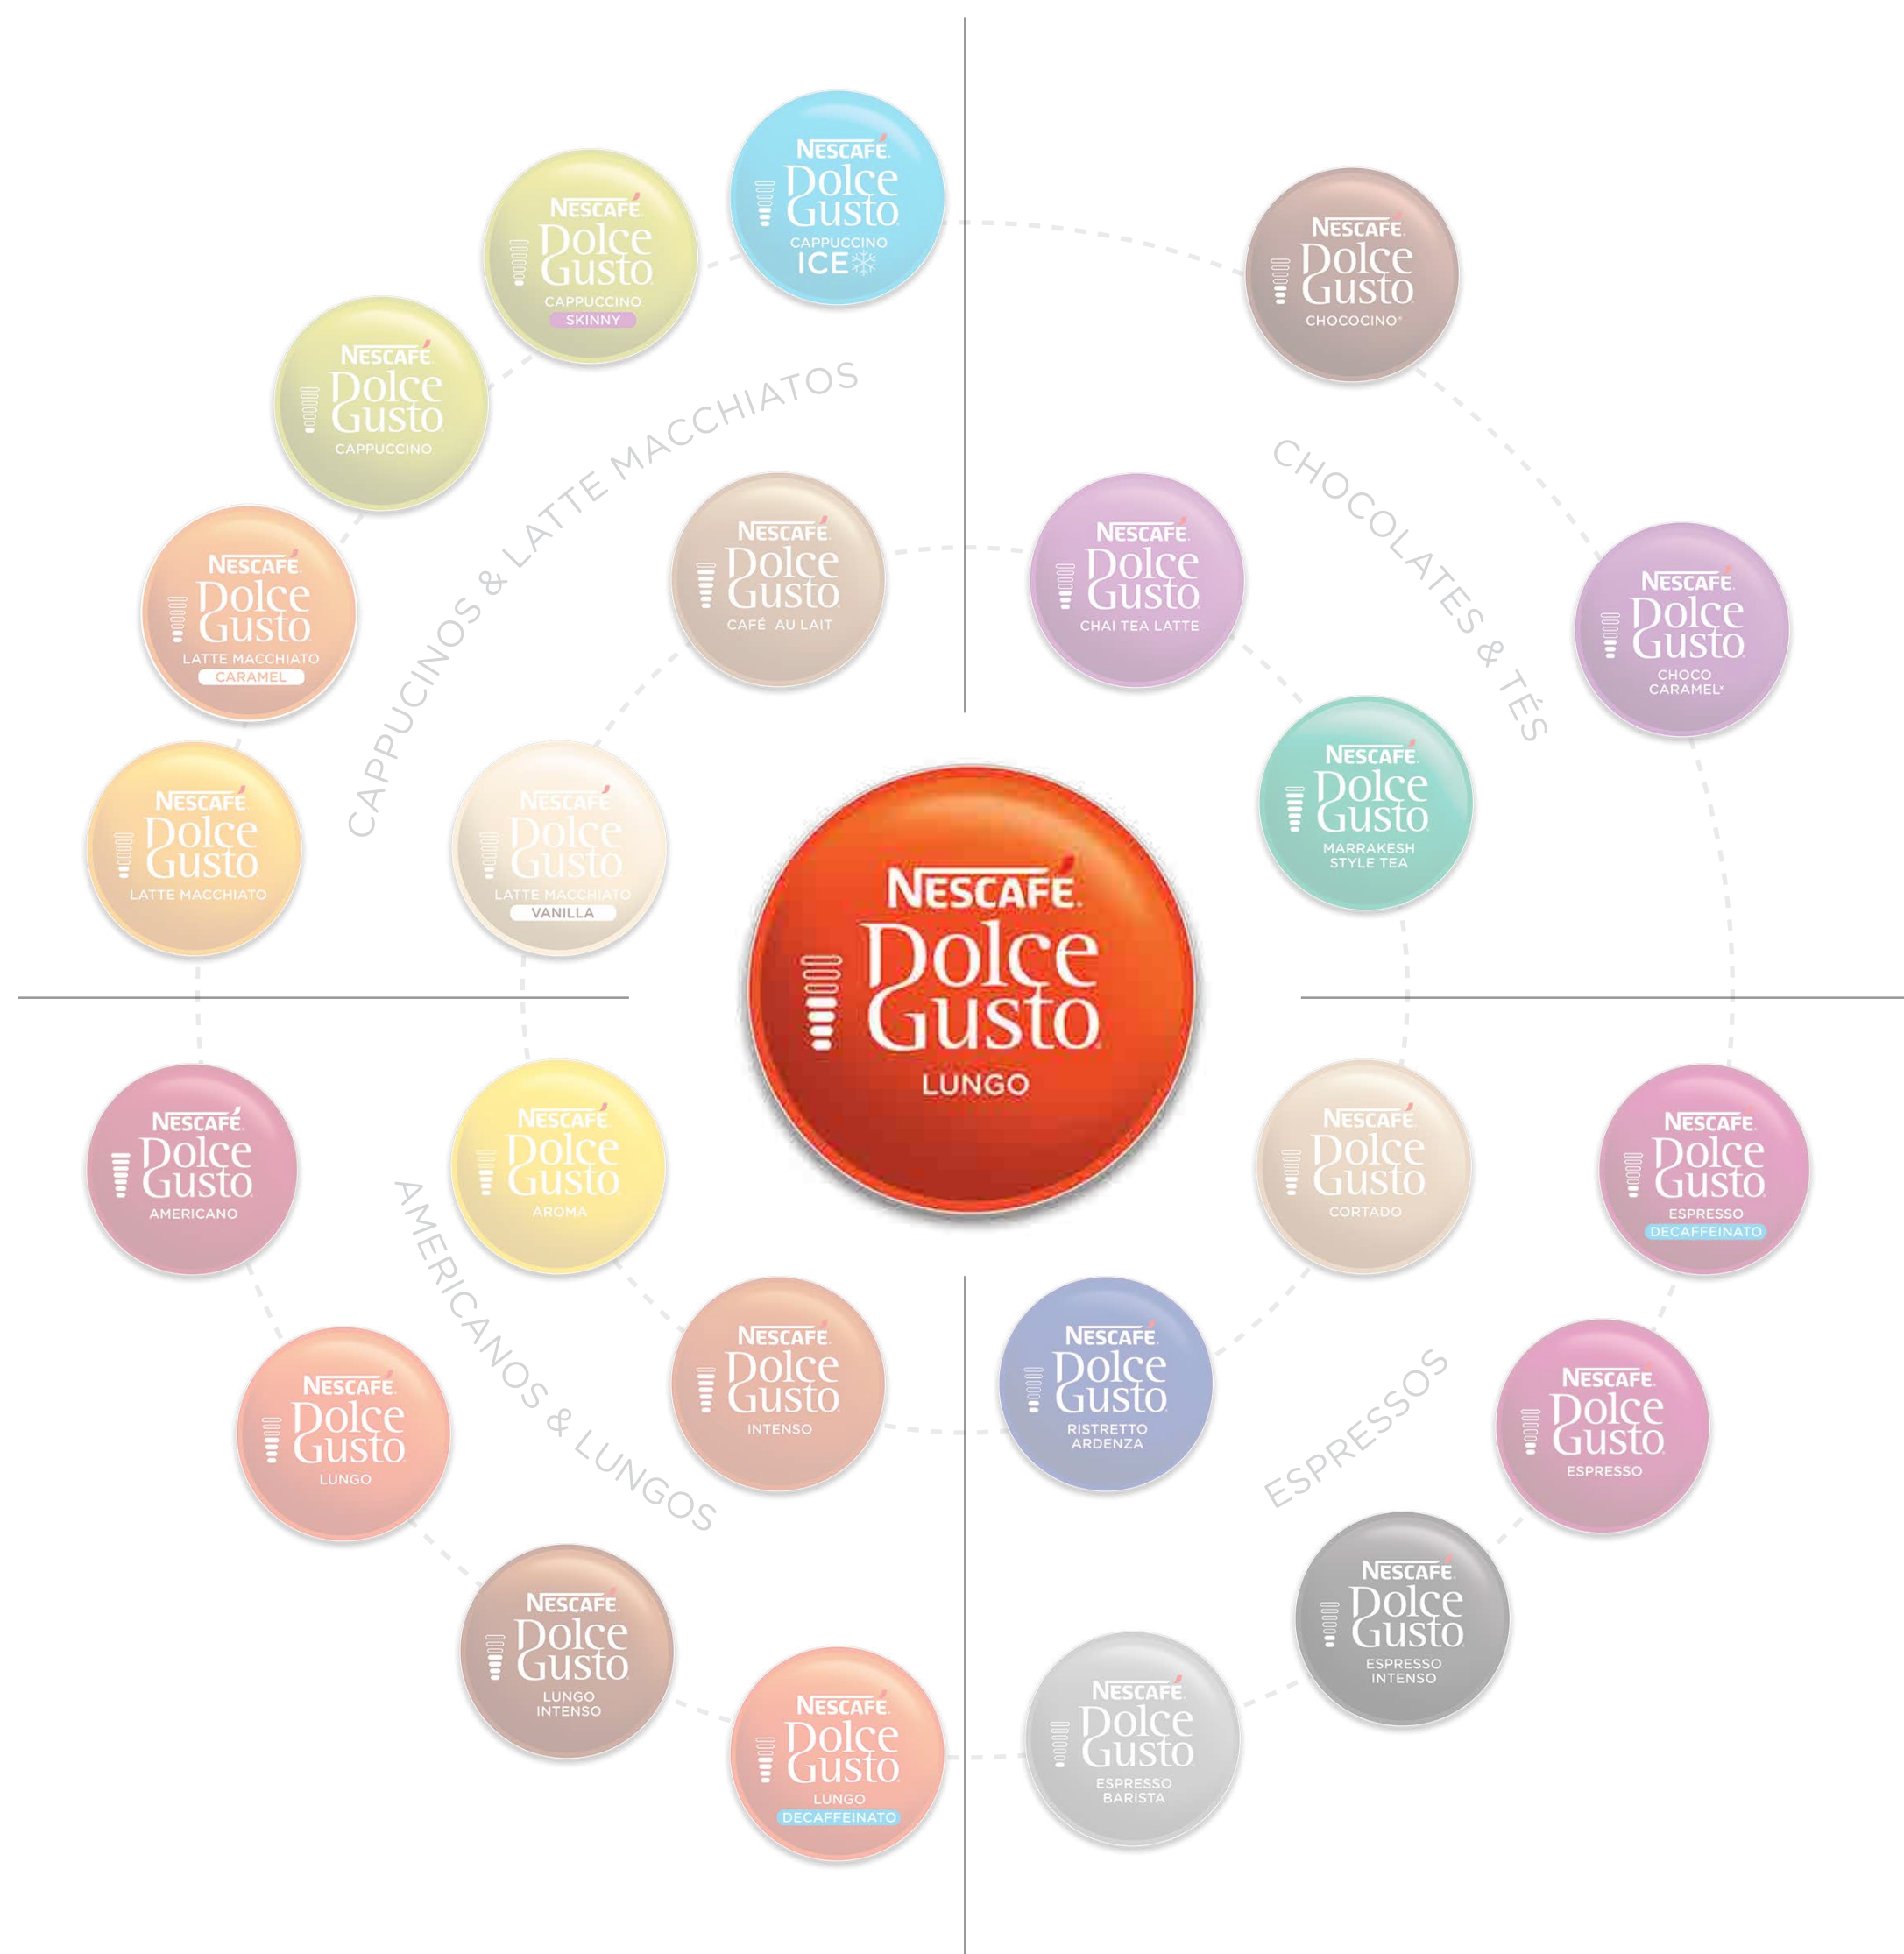 NESCAFÉ
Dolce
Gusto
CAPPUCCINO
ICE
NESCAFÉ
Dolce
Gusto
CAPPUCCINO
SKINNY
NESCAFÉ
Dolce
Gusto
CAPPUCCINO
NESCAFÉ
Dolce
Gusto
LATTE MACCHIATO
CARAMEL
NESCAFÉ
Dolce
Gusto
LATTE MACCHIATO
CAPPUCINOS & LATTE MACCHIATOS
NESCAFÉ
Dolce
Gusto
CAFÉ AU LAIT
NESCAFÉ
Dolce
Gusto
LATTE MACCHIATO
VANILLA
NESCAFÉ
Dolce
Gusto
CHOCOCINO®
NESCAFÉ
Dolce
Gusto
CHOCO
CARAMEL*
CHOCOLATES & TÉS
NESCAFÉ
Dolce
Gusto
CHAI TEA LATTE
NESCAFÉ
Dolce
Gusto
MARRAKESH
STYLE TEA
NESCAFÉ.
Dolce
Gusto
LUNGO
NESCAFÉ
Dolce
Gusto
AMERICANO
NESCAFÉ
Dolce
Gusto
AROMA
AMERICANOS & LUNGOS
NESCAFÉ
Dolce
Gusto
LUNGO
NESCAFÉ
Dolce
Gusto
INTENSO
NESCAFÉ
Dolce
Gusto
LUNGO
INTENSO
NESCAFÉ
Dolce
Gusto
LUNGO
DECAFFEINATO
NESCAFÉ
Dolce
Gusto
CORTADO
NESCAFÉ
Dolce
Gusto
ESPRESSO
DECAFFEINATO
NESCAFÉ
Dolce
Gusto
RISTRETTO
ARDENZA
ESPRESSOS
NESCAFÉ
Dolce
Gusto
ESPRESSO
NESCAFÉ
Dolce
Gusto
ESPRESSO
INTENSO
NESCAFÉ
Dolce
Gusto
ESPRESSO
BARISTA